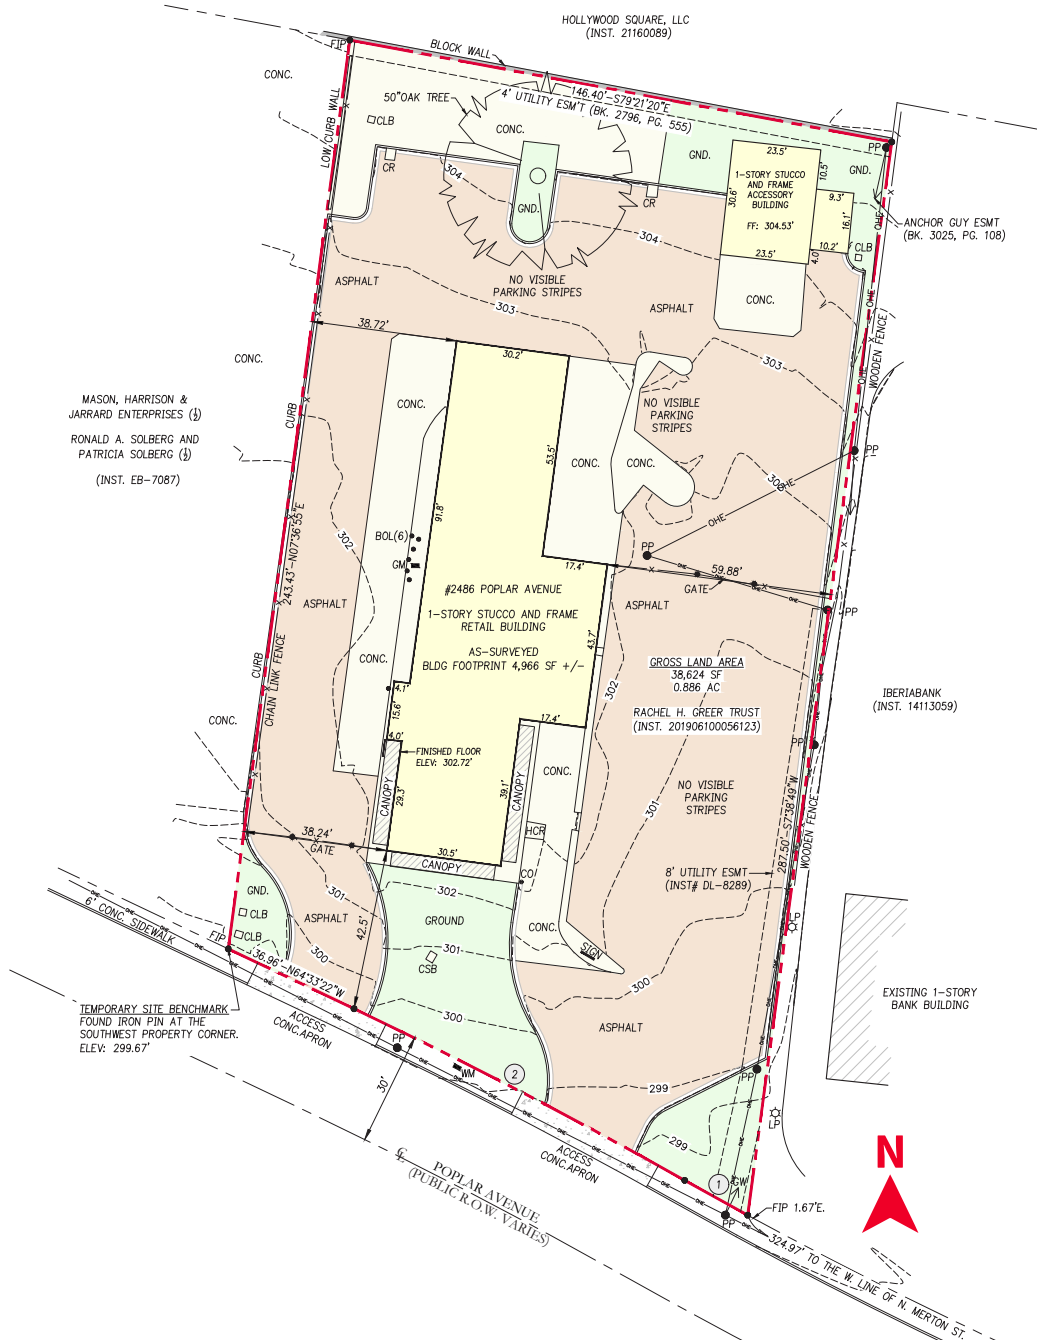 HOLLYWOOD SQUARE, LLC
(INST. 21160089)
FIP
BLOCK WALL
CONC.
50"OAK TREE
146.40'-S79°21'20"E
4' UTILITY ESM'T (BK. 2796, PG. 555)
CLB
CONC.
LOW CURB WALL
PP
GND.
23.5'
10.5'
GND.
CR
304
1-STORY STUCCO
AND FRAME
ACCESSORY
BUILDING
FF: 304.53'
30.6'
9.3'
16.1'
CR
GND.
OHE
ANCHOR GUY ESMT
(BK. 3025, PG. 108)
304
23.5'
10.2'
4.0'
CLB
ASPHALT
NO VISIBLE
PARKING STRIPES
CONC.
OHE
303
ASPHALT
38.72'
WOODEN FENCE
CONC.
30.2'
303
OHE
MASON, HARRISON &
JARRARD ENTERPRISES (½)
RONALD A. SOLBERG AND
PATRICIA SOLBERG (½)
(INST. EB-7087)
CONC.
CURB
NO VISIBLE
PARKING
STRIPES
53.5'
CONC.
CONC.
PP
OHE
91.8'
243.43'-N07°36'55"E
302
BOL(6)
OHE
PP
GM
17.4'
59.88'
GATE
#2486 POPLAR AVENUE
1-STORY STUCCO AND FRAME
RETAIL BUILDING
AS-SURVEYED
BLDG FOOTPRINT 4,966 SF +/-
ASPHALT
ASPHALT
OHE
PP
43.7'
CONC.
CURB
GROSS LAND AREA
38,624 SF
0.886 AC
RACHEL H. GREER TRUST
(INST. 201906100056123)
302
4.1'
15.6'
IBERIABANK
(INST. 14113059)
CHAIN LINK FENCE
CONC.
17.4'
4.0'
FINISHED FLOOR
ELEV: 302.72'
PP
CANOPY
29.3'
39.1'
CANOPY
CONC.
NO VISIBLE
PARKING
STRIPES
301
287.50'-S7°38'49"W
WOODEN FENCE
38.24'
GATE
HCR
30.5'
CANOPY
CO
8' UTILITY ESMT
(INST# DL-8289)
GND.
301
302
6' CONC. SIDEWALK
CLB
CLB
ASPHALT
42.5'
GROUND
CONC.
LP
FIP
300
301
CSB
SIGN
136.96'-N64°33'22"W
300
EXISTING 1-STORY
BANK BUILDING
TEMPORARY SITE BENCHMARK
FOUND IRON PIN AT THE
SOUTHWEST PROPERTY CORNER.
ELEV: 299.67'
ACCESS
CONC.APRON
300
ASPHALT
PP
WM
2
30'
299
PP
LP
299
ACCESS
CONC.APRON
N
℄
POPLAR AVENUE
(PUBLIC R.O.W. VARIES)
1
GW
PP
FIP 1.67'E.
324.97' TO THE W. LINE OF N. MERTON ST.